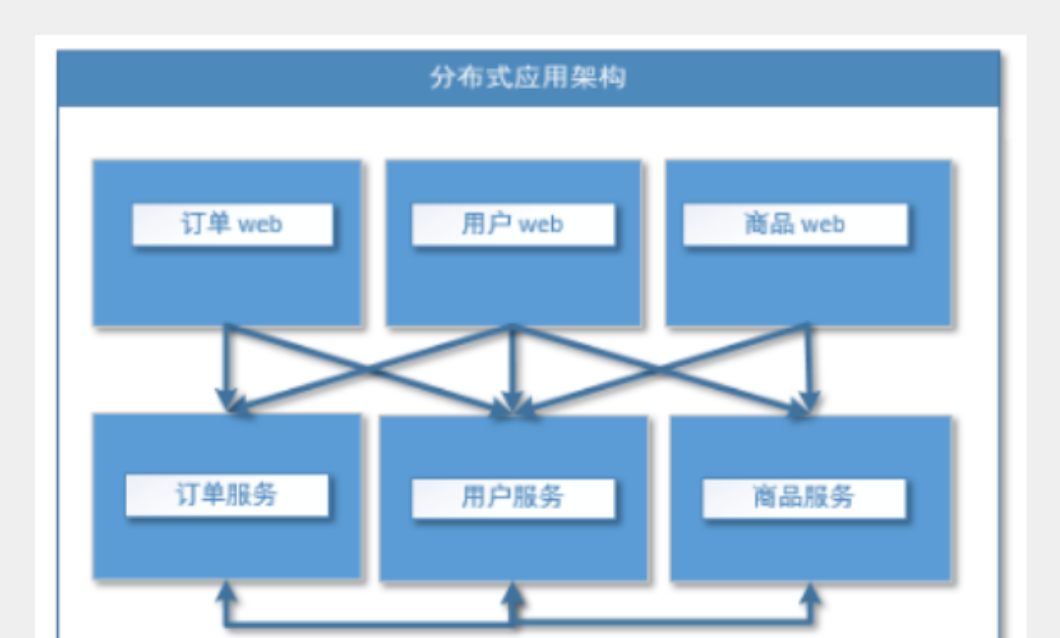 分布式应用架构
订单 web
用户 web
商品 web
订单服务
用户服务
商品服务